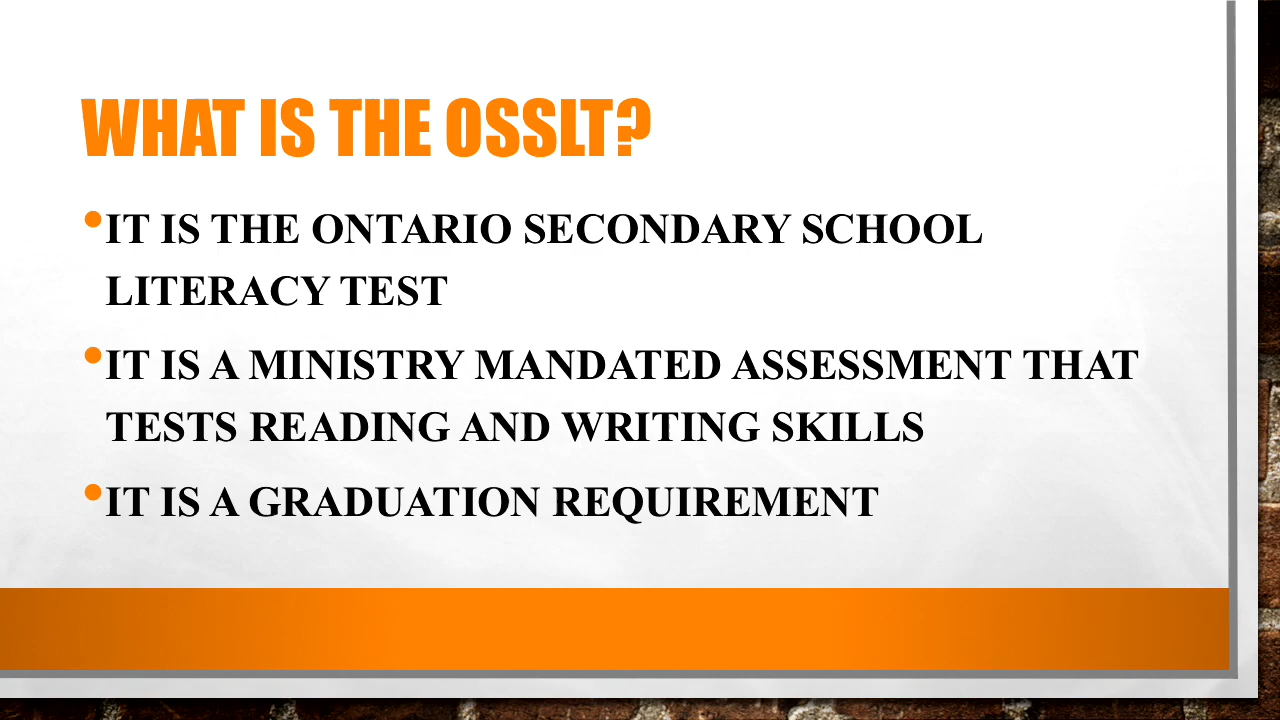 WHAT IS THE OSSLT?
•IT IS THE ONTARIO SECONDARY SCHOOL
LITERACY TEST
•IT IS A MINISTRY MANDATED ASSESSMENT THAT
TESTS READING AND WRITING SKILLS
•IT IS A GRADUATION REQUIREMENT